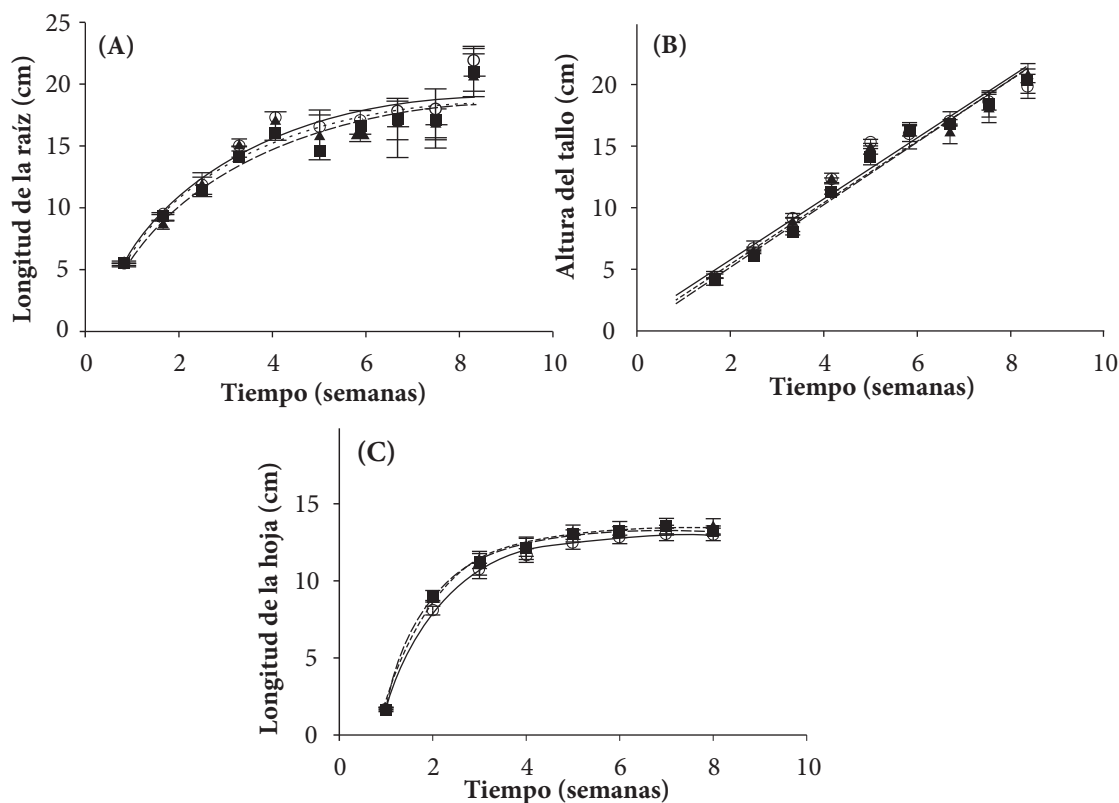 (A)
Longitud de la raíz (cm)
25
20
15
10
5
0
0 2 4 6 8 10
Tiempo (semanas)
(B)
Altura del tallo (cm)
20
15
10
5
0
0 2 4 6 8 10
Tiempo (semanas)
(C)
Longitud de la hoja (cm)
15
10
5
0
0 2 4 6 8 10
Tiempo (semanas)